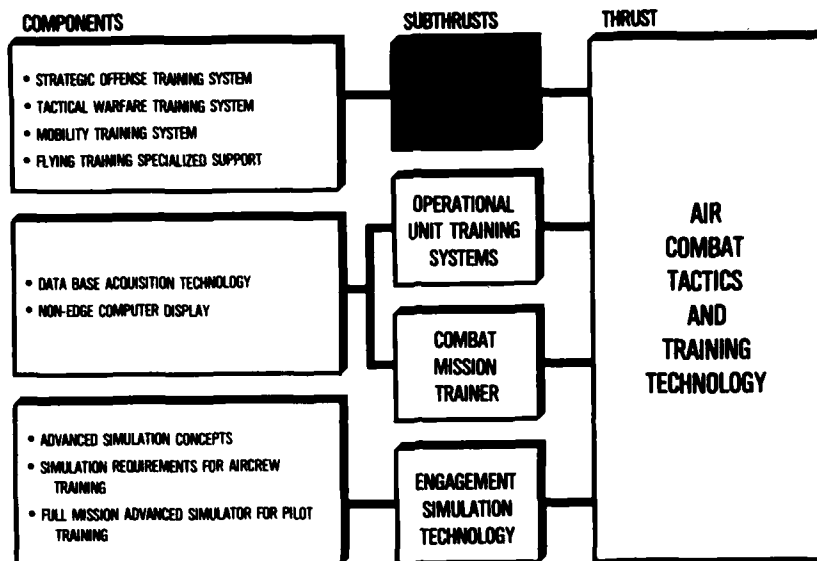 COMPONENTS
SUBTHRUSTS
THRUST
• STRATEGIC OFFENSE TRAINING SYSTEM
• TACTICAL WARFARE TRAINING SYSTEM
• MOBILITY TRAINING SYSTEM
• FLYING TRAINING SPECIALIZED SUPPORT
• DATA BASE ACQUISITION TECHNOLOGY
• NON-EDGE COMPUTER DISPLAY
• ADVANCED SIMULATION CONCEPTS
• SIMULATION REQUIREMENTS FOR AIRCREW
TRAINING
• FULL MISSION ADVANCED SIMULATOR FOR PILOT
TRAINING
OPERATIONAL
UNIT TRAINING
SYSTEMS
COMBAT
MISSION
TRAINER
ENGAGEMENT
SIMULATION
TECHNOLOGY
AIR
COMBAT
TACTICS
AND
TRAINING
TECHNOLOGY